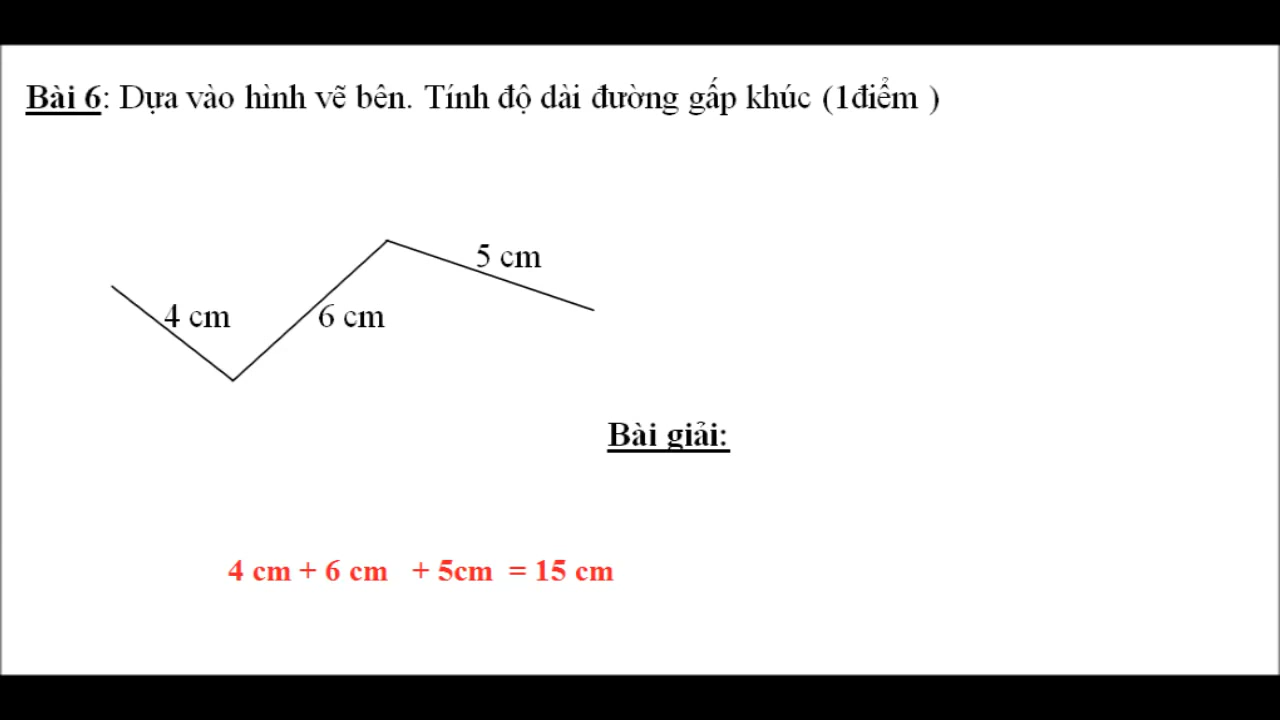 Bài 6: Dựa vào hình vẽ bên. Tính độ dài đường gấp khúc (1điểm )
5 cm
4 cm
6 cm
Bài giải:
4 cm + 6 cm + 5cm = 15 cm